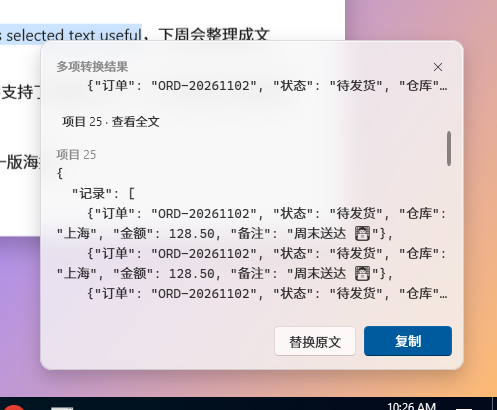 s selected text useful，下周会整理成文
多项转换结果
{"订单": "ORD-20261102", "状态": "待发货", "仓库"…
支持了
项目 25 · 查看全文
项目 25
一版海
{
"记录": [
{"订单": "ORD-20261102", "状态": "待发货", "仓库":
"上海", "金额": 128.50, "备注": "周末送达 "},
{"订单": "ORD-20261102", "状态": "待发货", "仓库":
"上海", "金额": 128.50, "备注": "周末送达 "},
{"订单": "ORD-20261102", "状态": "待发货", "仓库"…
替换原文
复制
10:26 AM